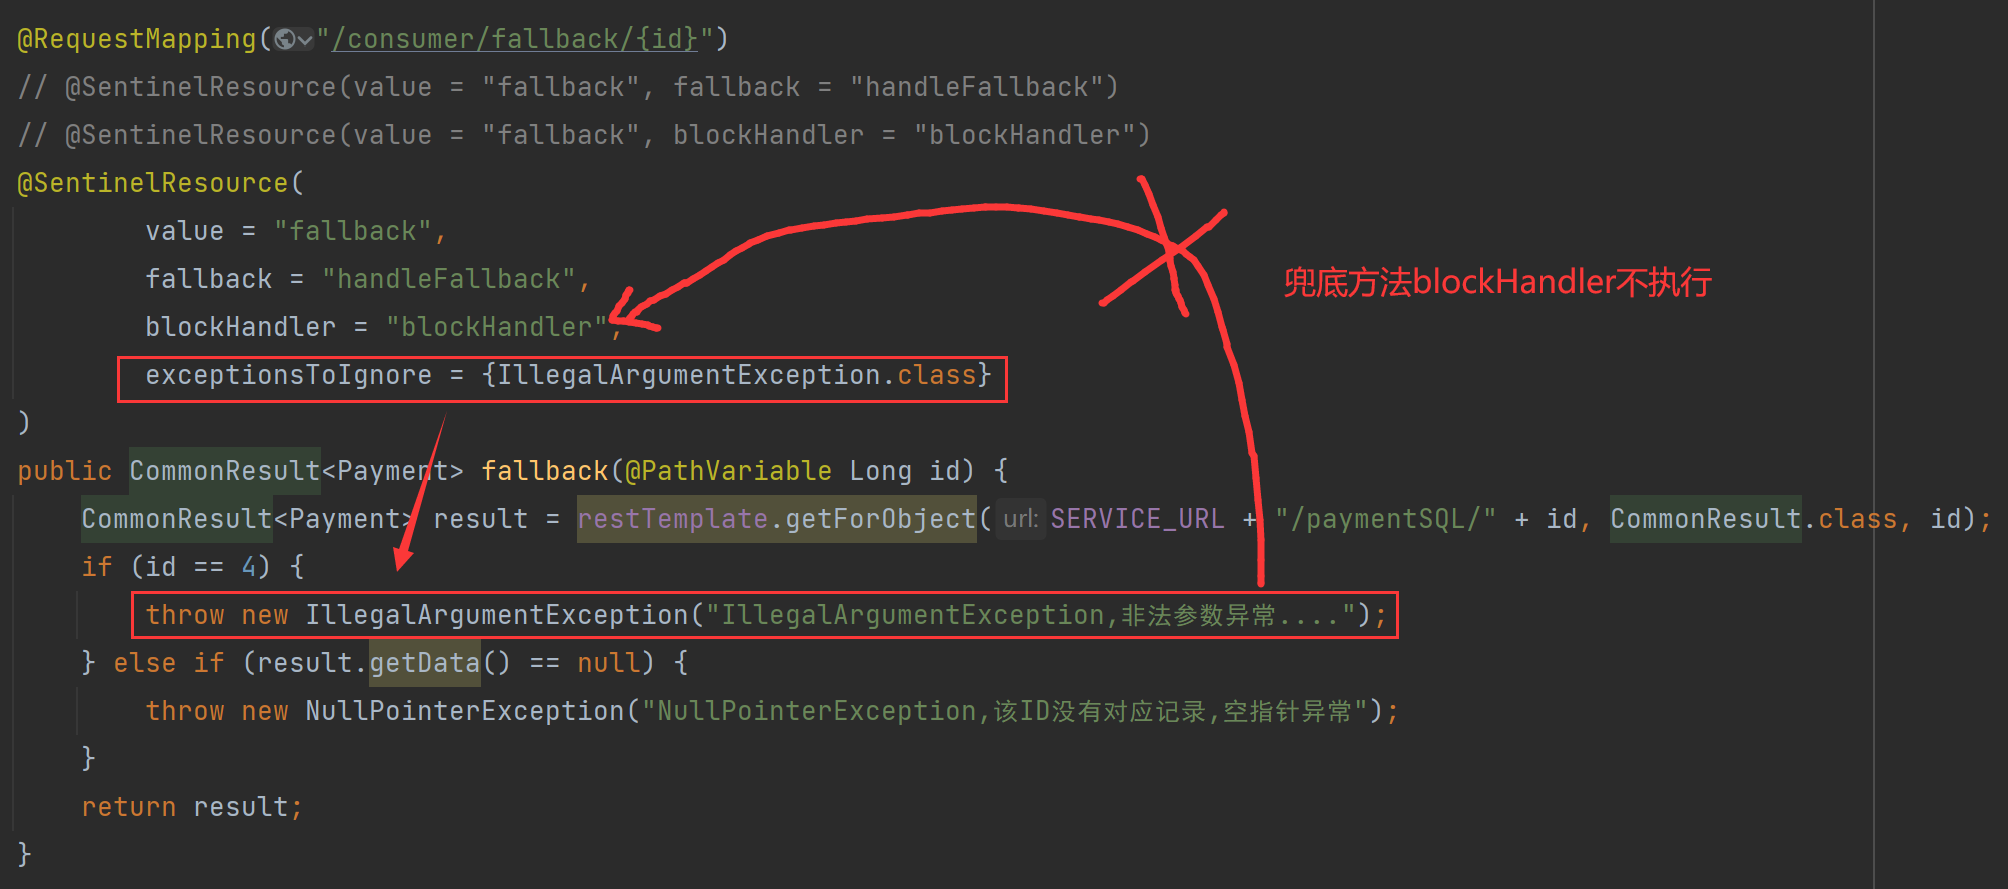 @RequestMapping("/consumer/fallback/{id}")
// @SentinelResource(value = "fallback", fallback = "handleFallback")
// @SentinelResource(value = "fallback", blockHandler = "blockHandler")
@SentinelResource(
value = "fallback",
fallback = "handleFallback",
兜底方法blockHandler不执行
blockHandler = "blockHandler",
exceptionsToIgnore = {IllegalArgumentException.class}
)
public CommonResult<Payment> fallback(@PathVariable Long id) {
CommonResult<Payment> result = restTemplate.getForObject( url: SERVICE_URL + "/paymentSQL/" + id, CommonResult.class, id);
if (id == 4) {
throw new IllegalArgumentException("IllegalArgumentException,非法参数异常....");
} else if (result.getData() == null) {
throw new NullPointerException("NullPointerException,该ID没有对应记录,空指针异常");
}
return result;
}